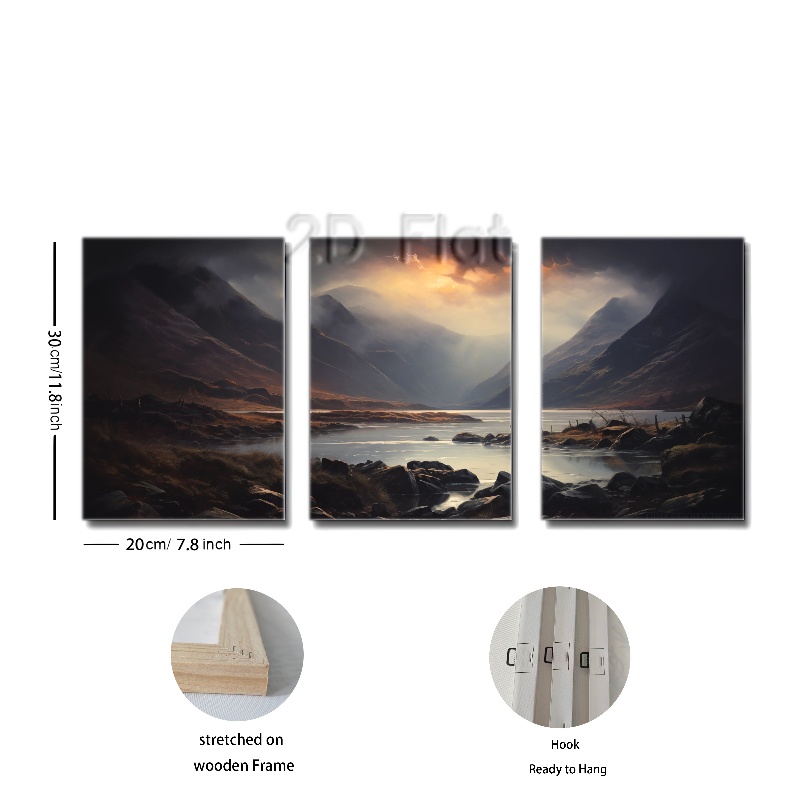 2D Flat
30cm/11.8inch
20cm/ 7.8 inch
stretched on
wooden Frame
Hook
Ready to Hang